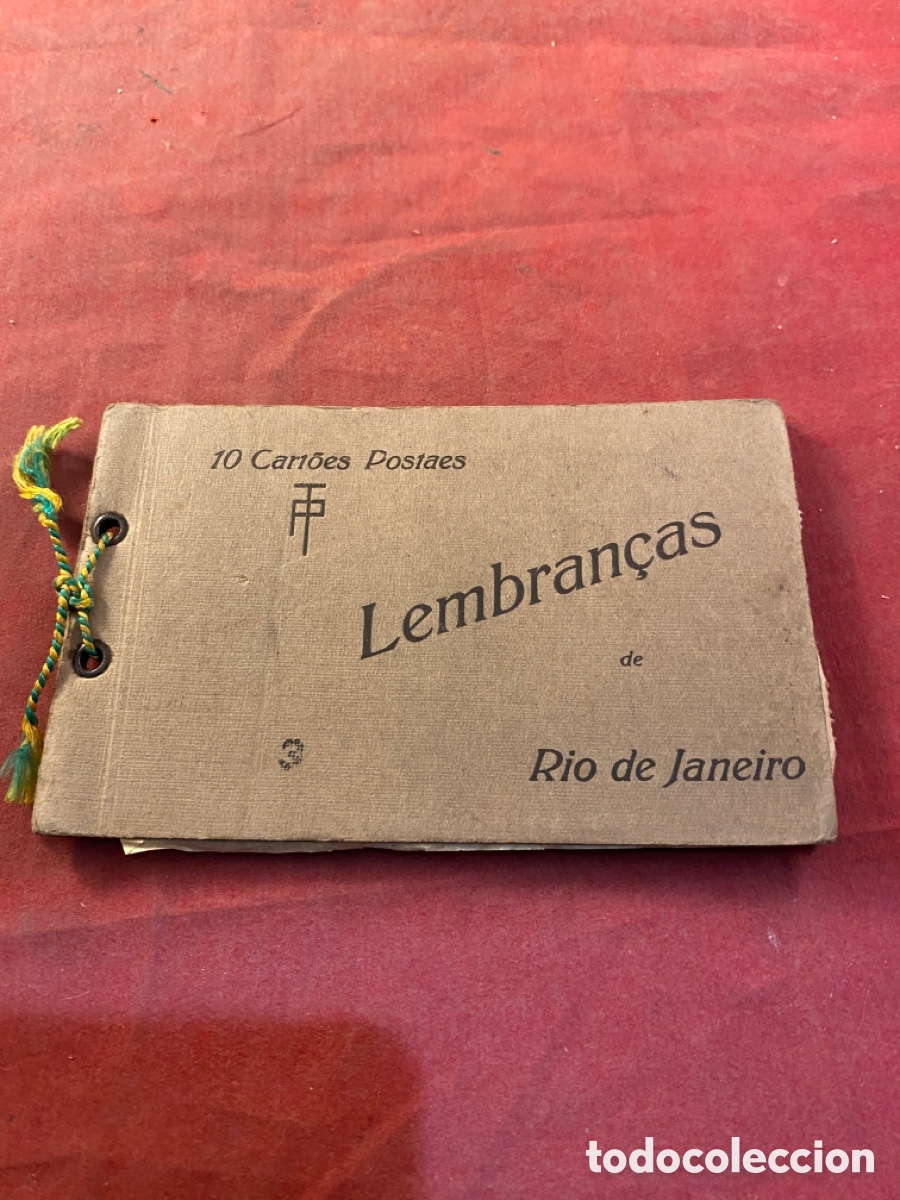 10 Cartões Postaes
Lembranças
de
3
Rio de Janeiro
todocoleccion